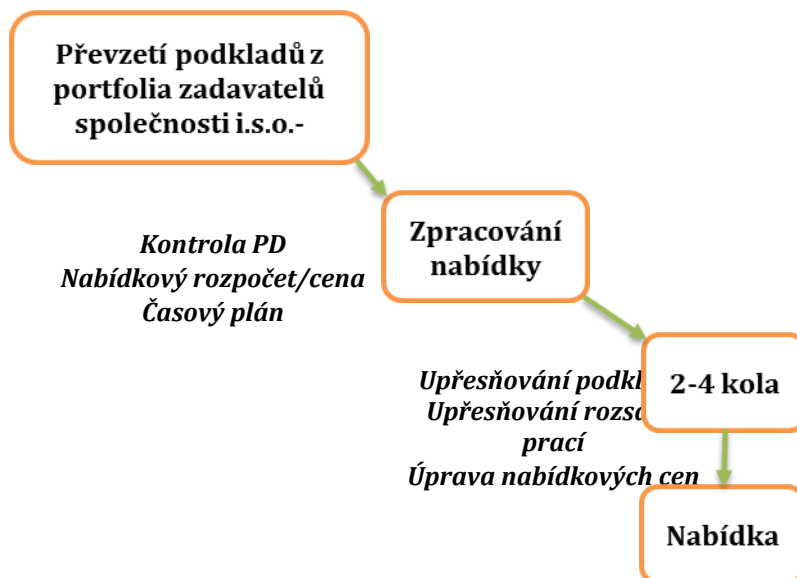 Převzetí podkladů z
portfolia zadavatelů
společnosti i.s.o.-
Zpracování
nabídky
Kontrola PD
Nabídkový rozpočet/cena
Časový plán
2-4 kola
Upřesňování
Upřesňování
prací
Úprava nabídkových cen
Nabídka